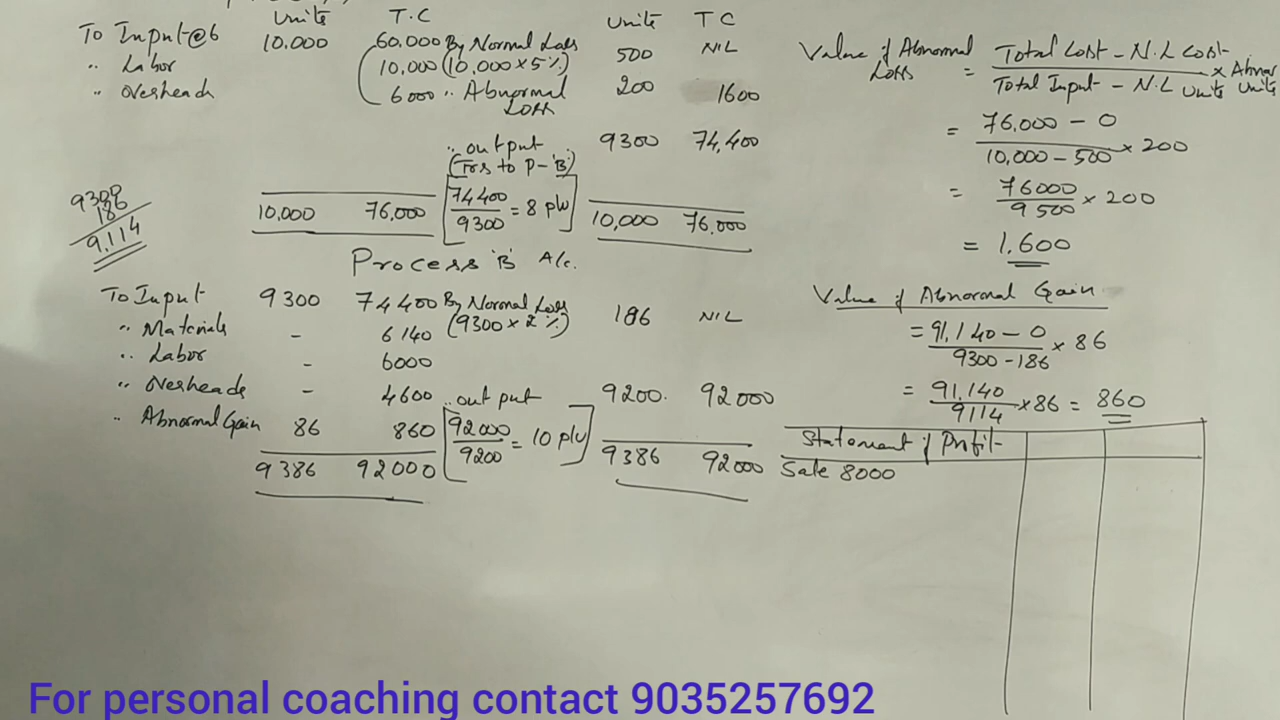 Units T.C Units T C
To Input @6 10,000 60,000 By Normal Loss 500 NIL
" Labor 10,000 (10,000 x 5%)
" Overheads 6000 " Abnormal Loss 200 1600
" output 9300 74,400
(Trs to P-'B')
10,000 76,000 74400/9300 = 8 p/u 10,000 76,000
9300
186
9,114
Value of Abnormal Loss = Total Cost - N.L Cost / Total Input - N.L Units x Units
= 76,000 - 0 / 10,000 - 500 x 200
= 76000 / 9500 x 200
= 1,600
Process 'B' A/c.
To Input 9300 74400 By Normal Loss 186 NIL
" Materials - 6140 (9300 x 2%)
" Labor - 6000
" Overheads - 4600 " output 9200. 92000
" Abnormal Gain 86 860 92000/9200 = 10 p/u
9386 92000 9386 92000
Value of Abnormal Gain
= 91,140 - 0 / 9300 - 186 x 86
= 91,140 / 9114 x 86 = 860
Statement of Profit
Sale 8000
For personal coaching contact 9035257692